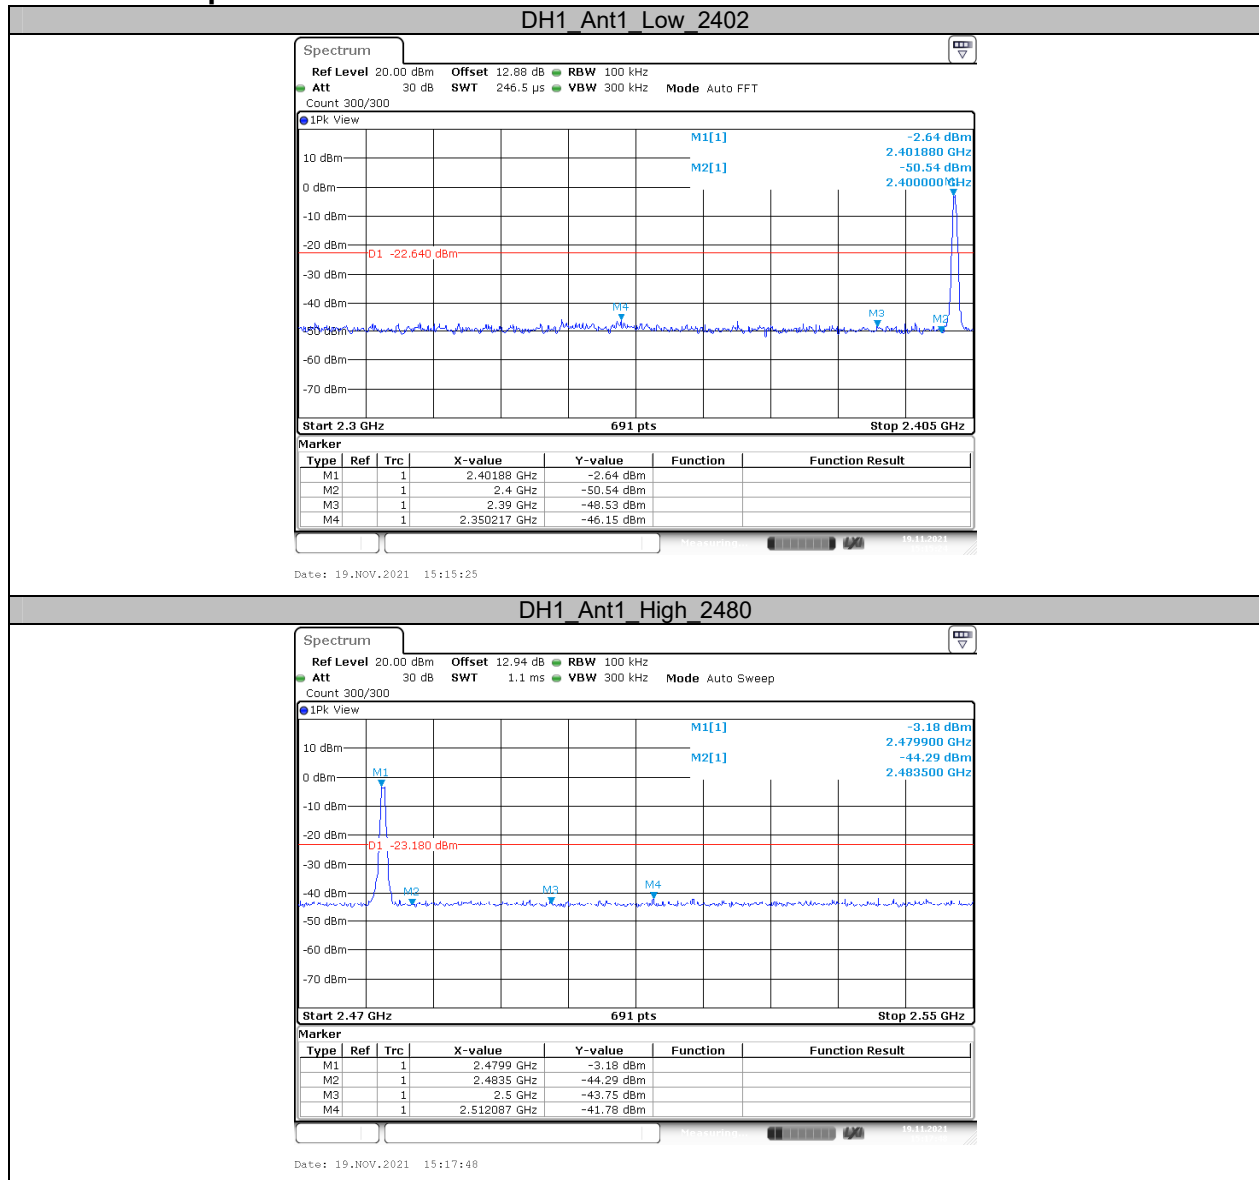 DH1_Ant1_Low_2402
Spectrum
Ref Level 20.00 dBm Offset 12.88 dB RBW 100 kHz
Att 30 dB SWT 246.5 µs VBW 300 kHz Mode Auto FFT
Count 300/300
1Pk View
M1[1] -2.64 dBm
2.401880 GHz
M2[1] -50.54 dBm
2.400000 GHz
10 dBm
0 dBm
-10 dBm
-20 dBm
D1 -22.640 dBm
-30 dBm
-40 dBm
M4
M3
M2
-50 dBm
-60 dBm
-70 dBm
Start 2.3 GHz 691 pts Stop 2.405 GHz
Marker
Type Ref Trc X-value Y-value Function Function Result
M1 1 2.40188 GHz -2.64 dBm
M2 1 2.4 GHz -50.54 dBm
M3 1 2.39 GHz -48.53 dBm
M4 1 2.350217 GHz -46.15 dBm
Measuring... 19.11.2021
Date: 19.NOV.2021 15:15:25
DH1_Ant1_High_2480
Spectrum
Ref Level 20.00 dBm Offset 12.94 dB RBW 100 kHz
Att 30 dB SWT 1.1 ms VBW 300 kHz Mode Auto Sweep
Count 300/300
1Pk View
M1[1] -3.18 dBm
2.479900 GHz
M2[1] -44.29 dBm
2.483500 GHz
10 dBm
M1
0 dBm
-10 dBm
-20 dBm
D1 -23.180 dBm
-30 dBm
M4
-40 dBm
M2
M3
-50 dBm
-60 dBm
-70 dBm
Start 2.47 GHz 691 pts Stop 2.55 GHz
Marker
Type Ref Trc X-value Y-value Function Function Result
M1 1 2.4799 GHz -3.18 dBm
M2 1 2.4835 GHz -44.29 dBm
M3 1 2.5 GHz -43.75 dBm
M4 1 2.512087 GHz -41.78 dBm
Measuring... 19.11.2021
Date: 19.NOV.2021 15:17:48